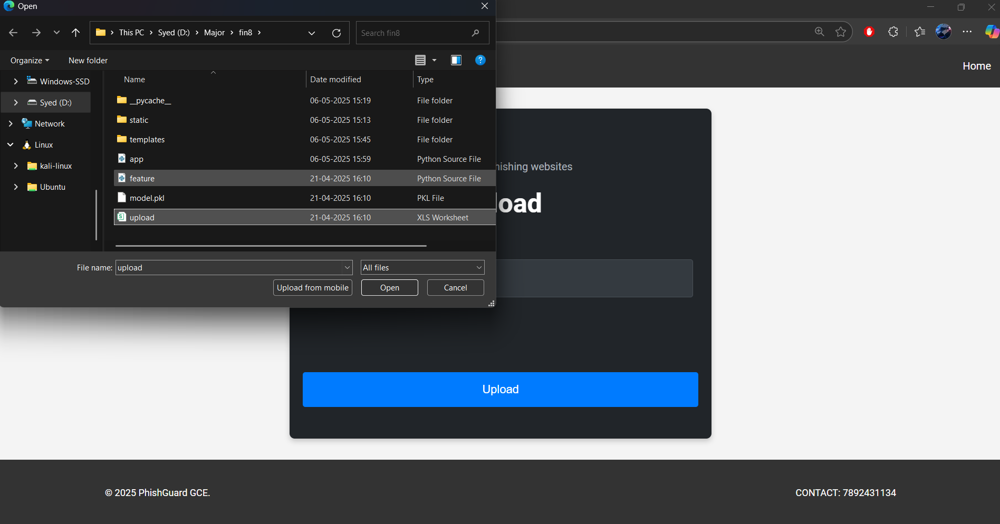 Open
This PC > Syed (D:) > Major > fin8 >
Search fin8
Organize
New folder
Home
Windows-SSD
Syed (D:)
Network
Linux
kali-linux
Ubuntu
Name Date modified Type
__pycache__ 06-05-2025 15:19 File folder
static 06-05-2025 15:13 File folder
templates 06-05-2025 15:45 File folder
app 06-05-2025 15:59 Python Source File
feature 21-04-2025 16:10 Python Source File
model.pkl 21-04-2025 16:10 PKL File
upload 21-04-2025 16:10 XLS Worksheet
File name: upload All files
Upload from mobile Open Cancel
websites
Upload
© 2025 PhishGuard GCE.
CONTACT: 7892431134